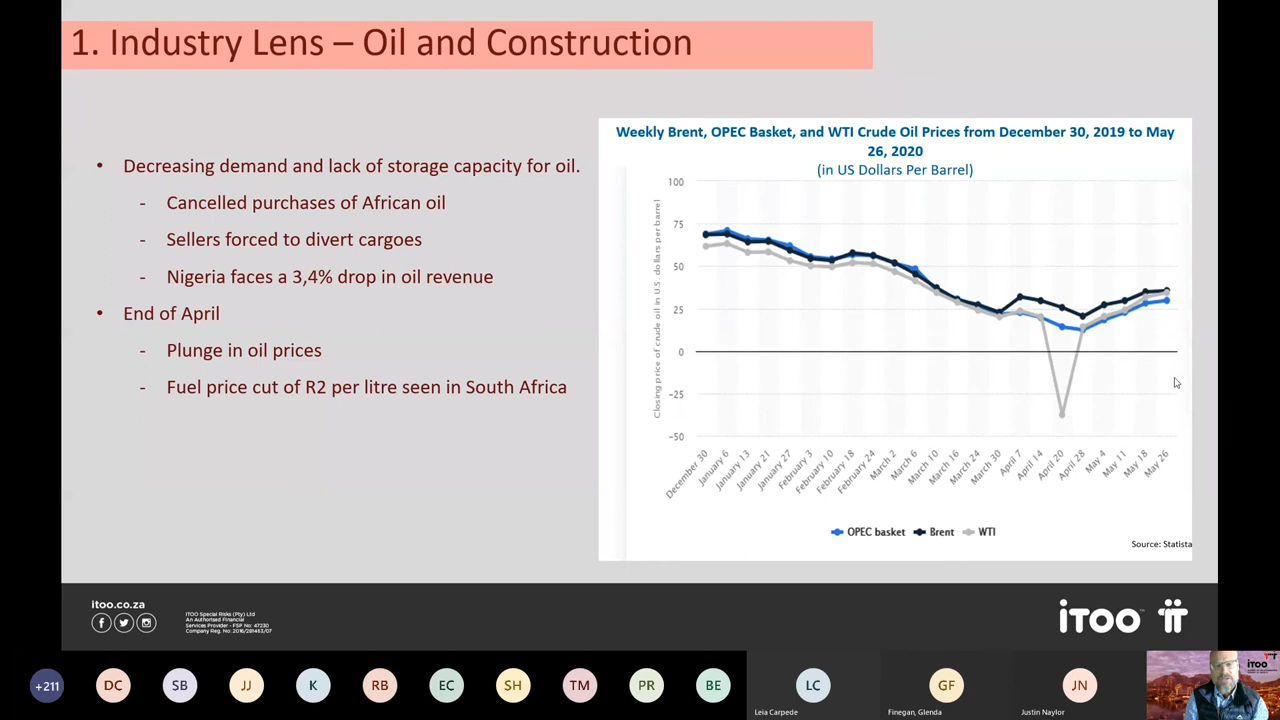 1. Industry Lens – Oil and Construction
• Decreasing demand and lack of storage capacity for oil.
- Cancelled purchases of African oil
- Sellers forced to divert cargoes
- Nigeria faces a 3,4% drop in oil revenue
• End of April
- Plunge in oil prices
- Fuel price cut of R2 per litre seen in South Africa
Weekly Brent, OPEC Basket, and WTI Crude Oil Prices from December 30, 2019 to May
26, 2020
(in US Dollars Per Barrel)
Closing price of crude oil in U.S. dollars per barrel
100
75
50
25
0
-25
-50
December 30
January 6
January 13
January 21
January 27
February 3
February 10
February 18
February 24
March 2
March 6
March 10
March 16
March 24
March 30
April 7
April 14
April 20
April 28
May 4
May 11
May 18
May 26
OPEC basket Brent WTI
Source: Statista
itoo.co.za
ITOO Special Risks (Pty) Ltd
An Authorised Financial
Services Provider - FSP No: 47230
Company Reg. No: 2016/281463/07
iTOO
+211 DC SB JJ K RB EC SH TM PR BE LC GF JN
Leia Carpede Finegan, Glenda Justin Naylor
iTOO